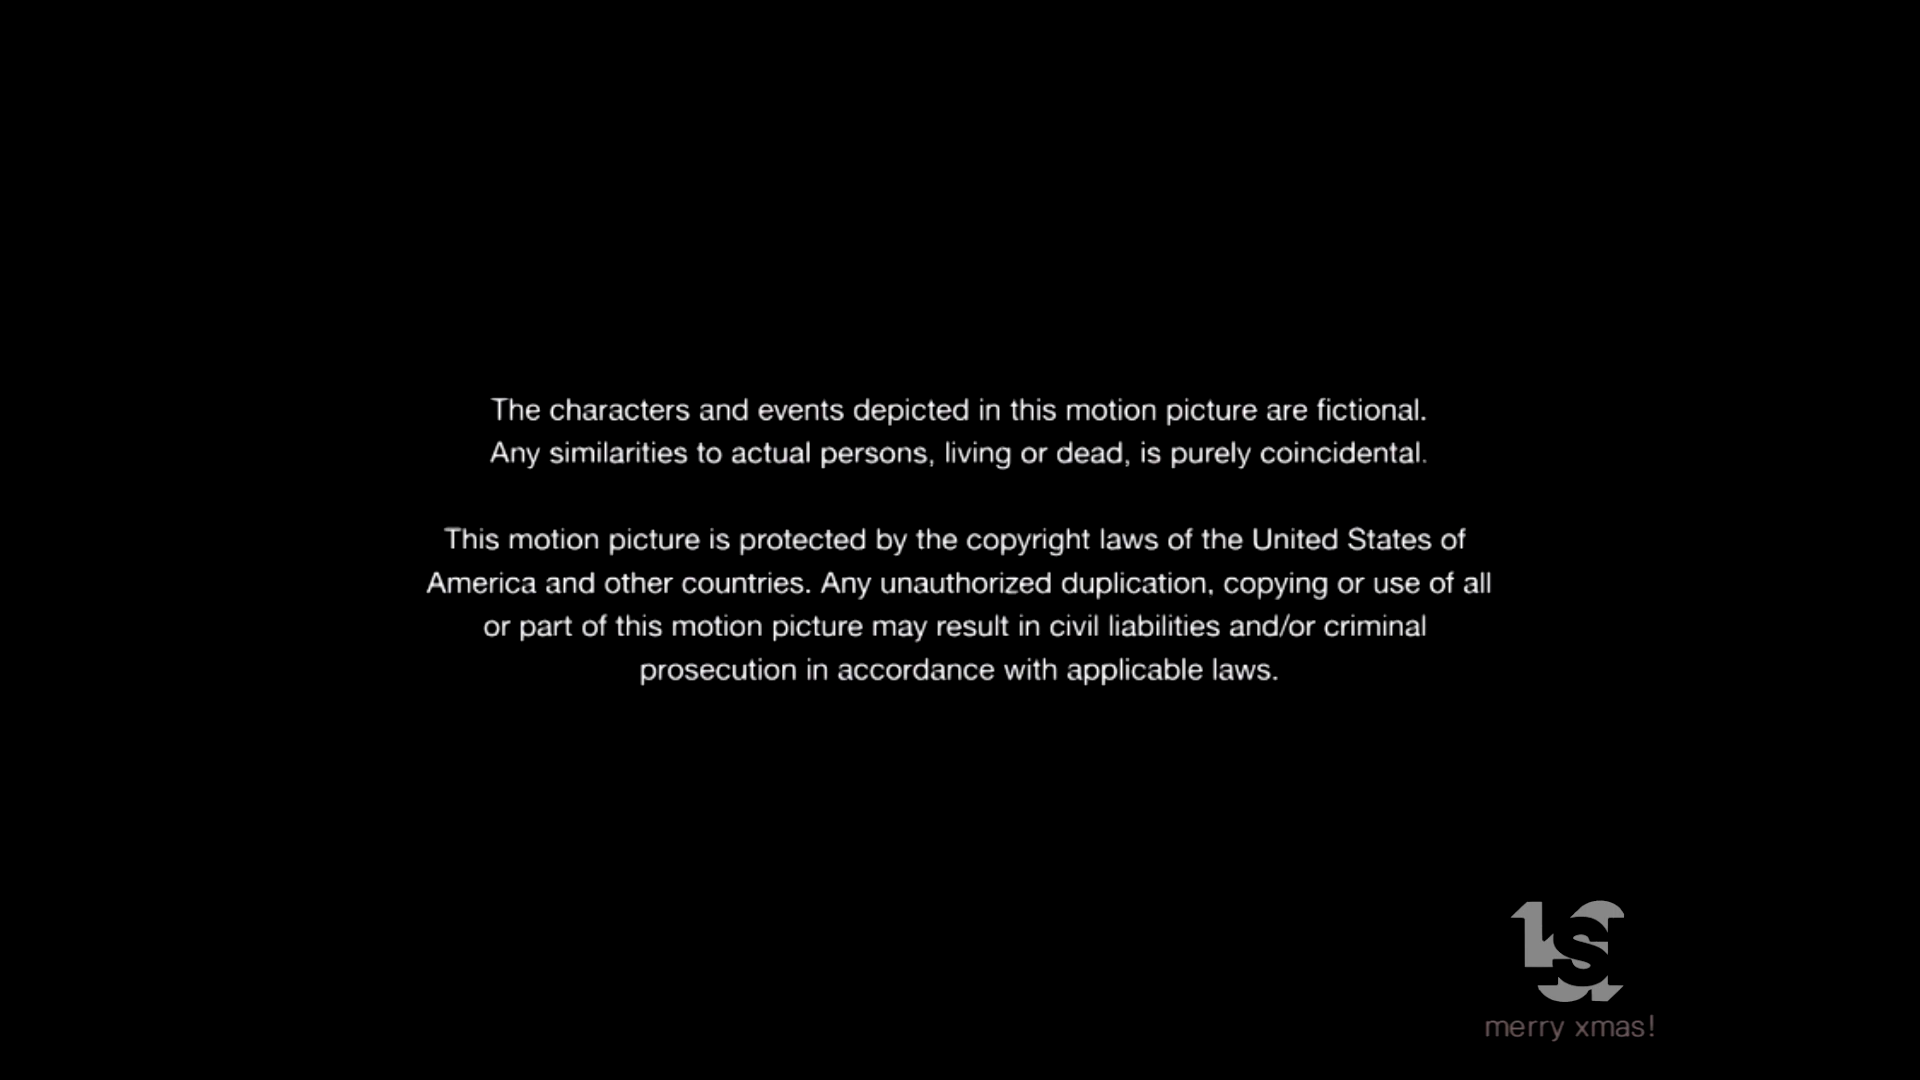 The characters and events depicted in this motion picture are fictional.
Any similarities to actual persons, living or dead, is purely coincidental.
This motion picture is protected by the copyright laws of the United States of
America and other countries. Any unauthorized duplication, copying or use of all
or part of this motion picture may result in civil liabilities and/or criminal
prosecution in accordance with applicable laws.
merry xmas!